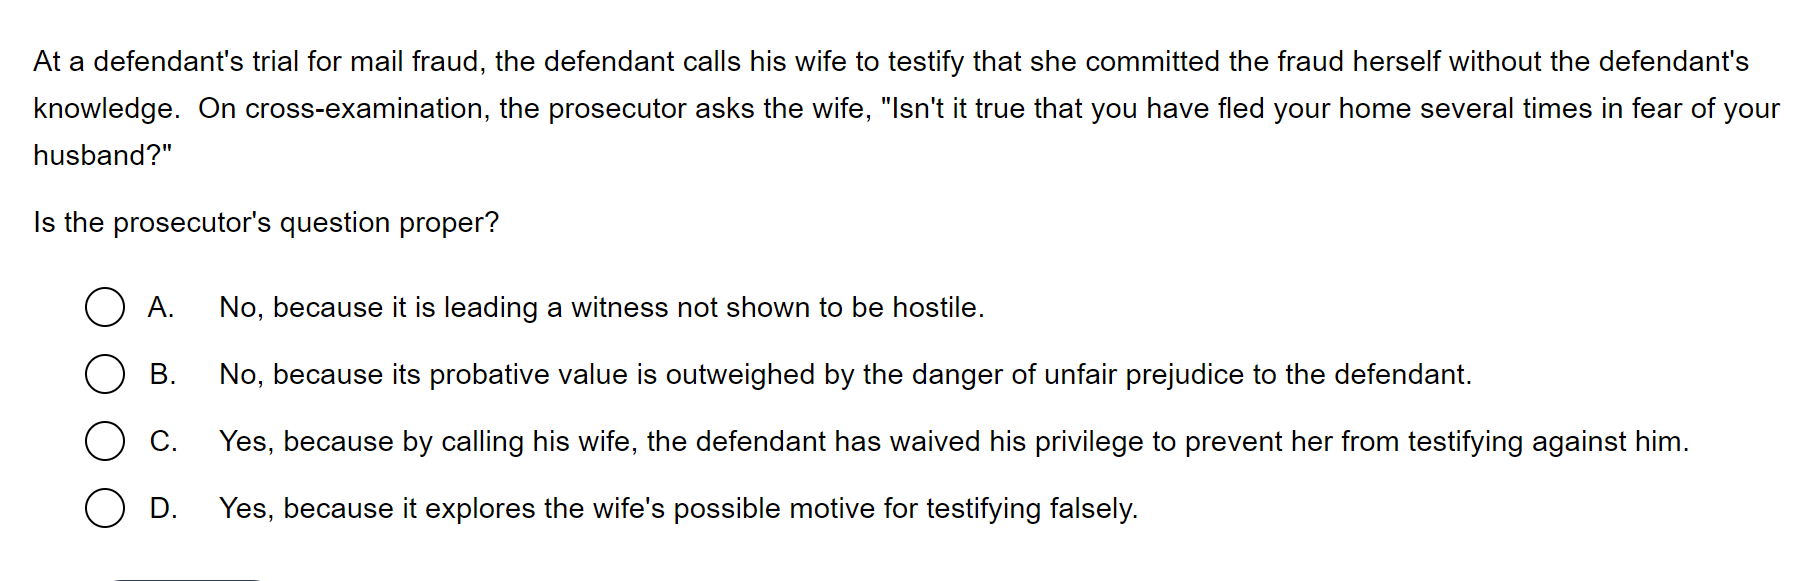 At a defendant's trial for mail fraud, the defendant calls his wife to testify that she committed the fraud herself without the defendant's
knowledge.  On cross-examination, the prosecutor asks the wife, "Isn't it true that you have fled your home several times in fear of your
husband?"
Is the prosecutor's question proper?
A. No, because it is leading a witness not shown to be hostile.
B. No, because its probative value is outweighed by the danger of unfair prejudice to the defendant.
C. Yes, because by calling his wife, the defendant has waived his privilege to prevent her from testifying against him.
D. Yes, because it explores the wife's possible motive for testifying falsely.